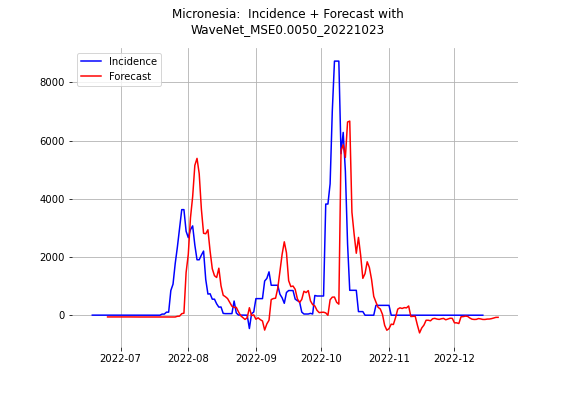 Micronesia:  Incidence + Forecast with
WaveNet_MSE0.0050_20221023
Incidence
Forecast
8000
6000
4000
2000
0
2022-07 2022-08 2022-09 2022-10 2022-11 2022-12